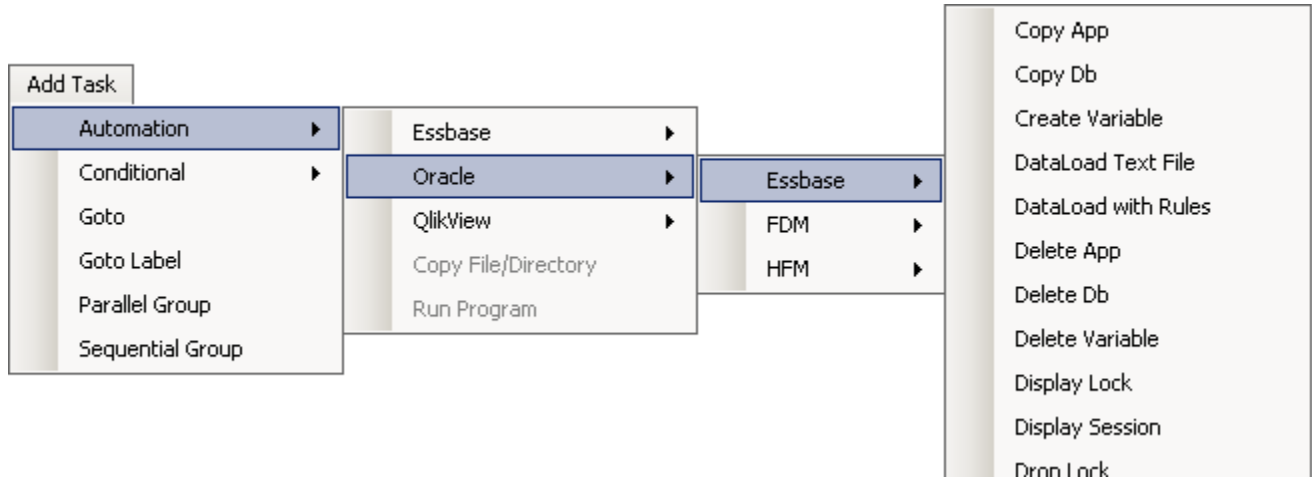 Add Task
Automation
Conditional
Goto
Goto Label
Parallel Group
Sequential Group
Essbase
Oracle
QlikView
Copy File/Directory
Run Program
Essbase
FDM
HFM
Copy App
Copy Db
Create Variable
DataLoad Text File
DataLoad with Rules
Delete App
Delete Db
Delete Variable
Display Lock
Display Session
Drop Lock